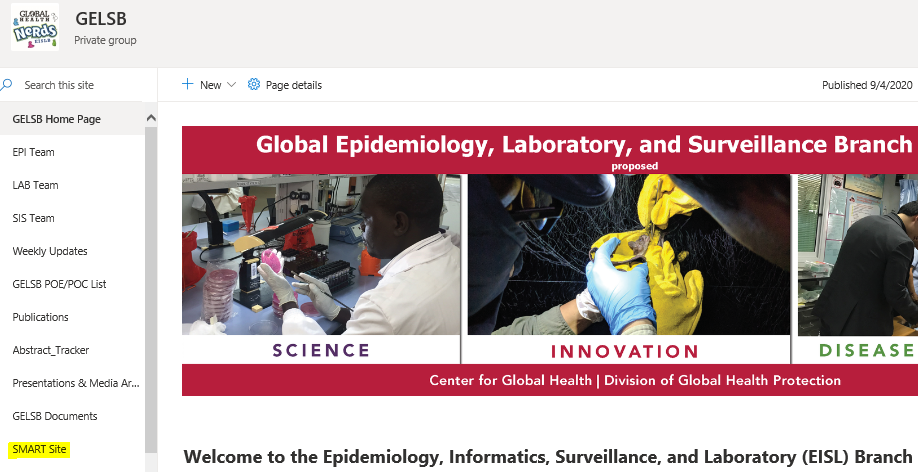 GLOBAL
HEALTH
NeRds
EISLB
GELSB
Private group
Search this site
New
Page details
Published 9/4/2020
GELSB Home Page
EPI Team
LAB Team
SIS Team
Weekly Updates
GELSB POE/POC List
Publications
Abstract_Tracker
Presentations & Media Ar...
GELSB Documents
SMART Site
Global Epidemiology, Laboratory, and Surveillance Branch
proposed
SCIENCE
INNOVATION
DISEASE
Center for Global Health | Division of Global Health Protection
Welcome to the Epidemiology, Informatics, Surveillance, and Laboratory (EISL) Branch